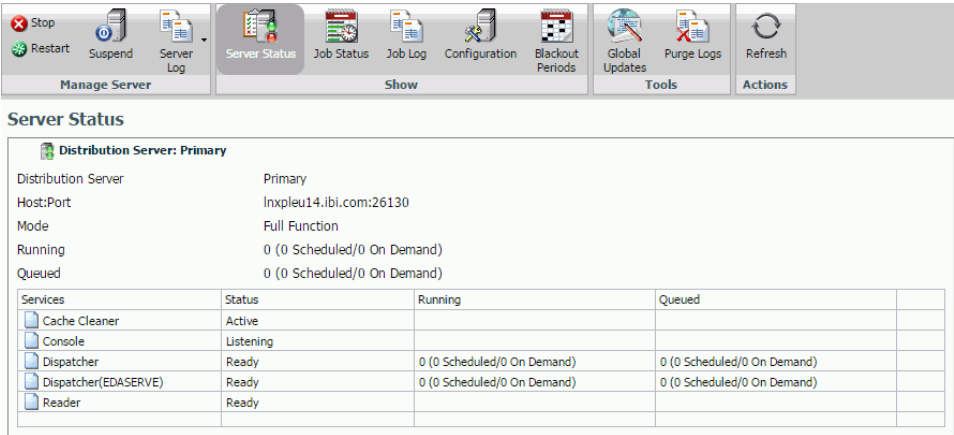 Stop
Restart
Suspend
Server Log
Server Status
Job Status
Job Log
Configuration
Blackout Periods
Global Updates
Purge Logs
Refresh
Manage Server
Show
Tools
Actions
Server Status
Distribution Server: Primary
Distribution Server Primary
Host:Port lnxpleu14.ibi.com:26130
Mode Full Function
Running 0 (0 Scheduled/0 On Demand)
Queued 0 (0 Scheduled/0 On Demand)
Services Status Running Queued
Cache Cleaner Active
Console Listening
Dispatcher Ready 0 (0 Scheduled/0 On Demand) 0 (0 Scheduled/0 On Demand)
Dispatcher(EDASERVE) Ready 0 (0 Scheduled/0 On Demand) 0 (0 Scheduled/0 On Demand)
Reader Ready